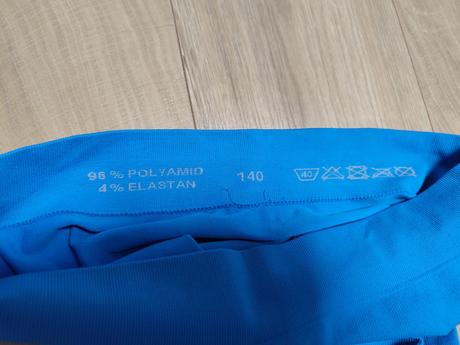 96 % POLYAMID
4 % ELASTAN
140
40